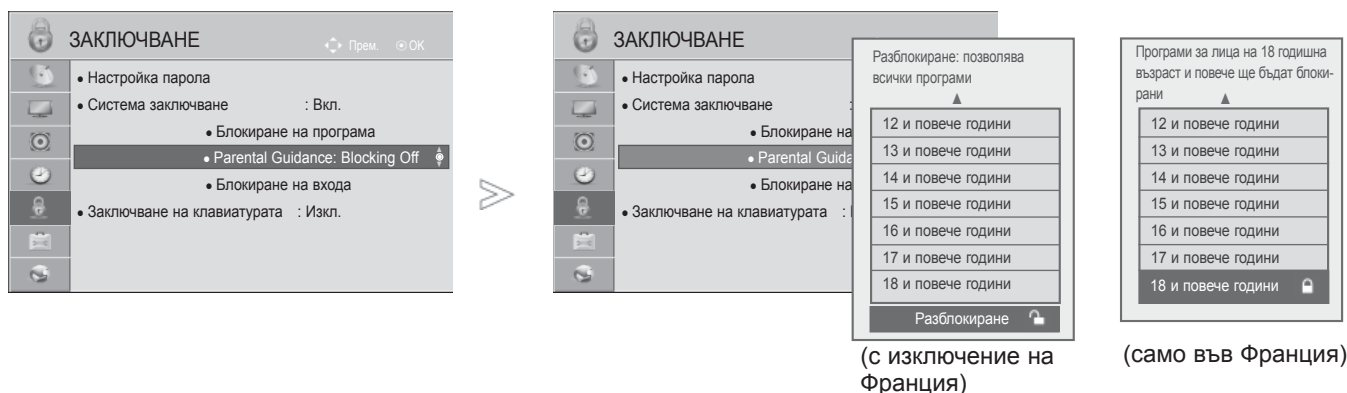 ЗАКЛЮЧВАНЕ
Прем. OK
• Настройка парола
• Система заключване : Вкл.
• Блокиране на програма
• Parental Guidance: Blocking Off
• Блокиране на входа
• Заключване на клавиатурата : Изкл.
ЗАКЛЮЧВАНЕ
• Настройка парола
• Система заключване :
• Блокиране на
• Parental Guida
• Блокиране на
• Заключване на клавиатурата :
Разблокиране: позволява
всички програми
12 и повече години
13 и повече години
14 и повече години
15 и повече години
16 и повече години
17 и повече години
18 и повече години
Разблокиране
(с изключение на
Франция)
Програми за лица на 18 годишна
възраст и повече ще бъдат блоки-
рани
12 и повече години
13 и повече години
14 и повече години
15 и повече години
16 и повече години
17 и повече години
18 и повече години
(само във Франция)